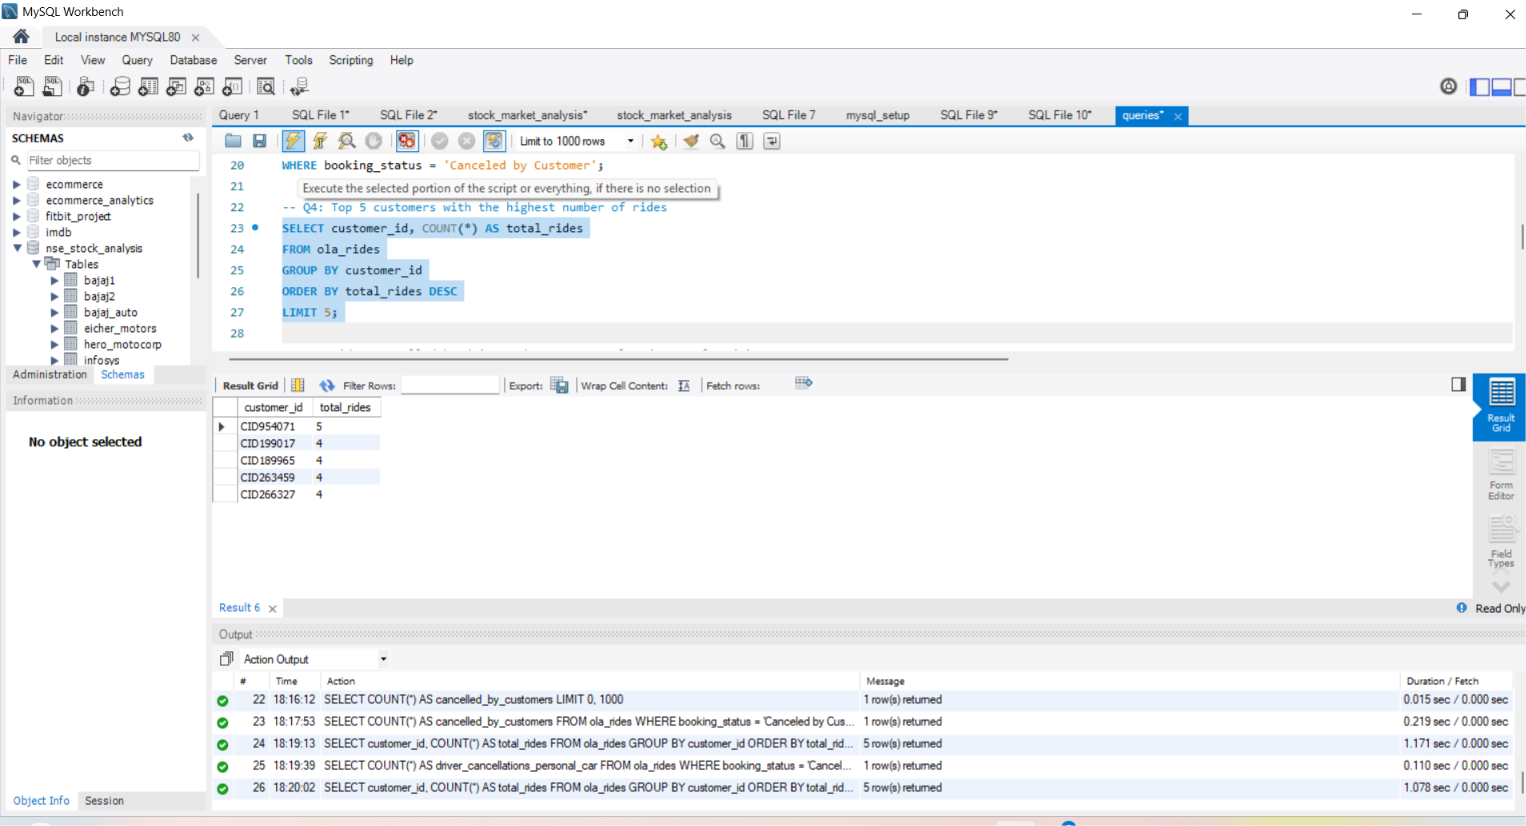 MySQL Workbench
Local instance MYSQL80
File Edit View Query Database Server Tools Scripting Help
Navigator
SCHEMAS
Filter objects
ecommerce
ecommerce_analytics
fitbit_project
imdb
nse_stock_analysis
Tables
bajaj1
bajaj2
bajaj_auto
eicher_motors
hero_motocorp
infosys
Administration Schemas
Information
No object selected
Object Info Session
Query 1 SQL File 1* SQL File 2* stock_market_analysis* stock_market_analysis SQL File 7 mysql_setup SQL File 9* SQL File 10* queries*
Limit to 1000 rows
20 WHERE booking_status = 'Canceled by Customer';
21
Execute the selected portion of the script or everything, if there is no selection
22 -- Q4: Top 5 customers with the highest number of rides
23 SELECT customer_id, COUNT(*) AS total_rides
24 FROM ola_rides
25 GROUP BY customer_id
26 ORDER BY total_rides DESC
27 LIMIT 5;
28
Result Grid Filter Rows: Export: Wrap Cell Content: Fetch rows:
customer_id total_rides
CID954071 5
CID199017 4
CID189965 4
CID263459 4
CID266327 4
Result Grid
Form Editor
Field Types
Result 6
Read Only
Output
Action Output
# Time Action Message Duration / Fetch
22 18:16:12 SELECT COUNT(*) AS cancelled_by_customers LIMIT 0, 1000 1 row(s) returned 0.015 sec / 0.000 sec
23 18:17:53 SELECT COUNT(*) AS cancelled_by_customers FROM ola_rides WHERE booking_status = 'Canceled by Cus... 1 row(s) returned 0.219 sec / 0.000 sec
24 18:19:13 SELECT customer_id, COUNT(*) AS total_rides FROM ola_rides GROUP BY customer_id ORDER BY total_rid... 5 row(s) returned 1.171 sec / 0.000 sec
25 18:19:39 SELECT COUNT(*) AS driver_cancellations_personal_car FROM ola_rides WHERE booking_status = 'Cancel... 1 row(s) returned 0.110 sec / 0.000 sec
26 18:20:02 SELECT customer_id, COUNT(*) AS total_rides FROM ola_rides GROUP BY customer_id ORDER BY total_rid... 5 row(s) returned 1.078 sec / 0.000 sec